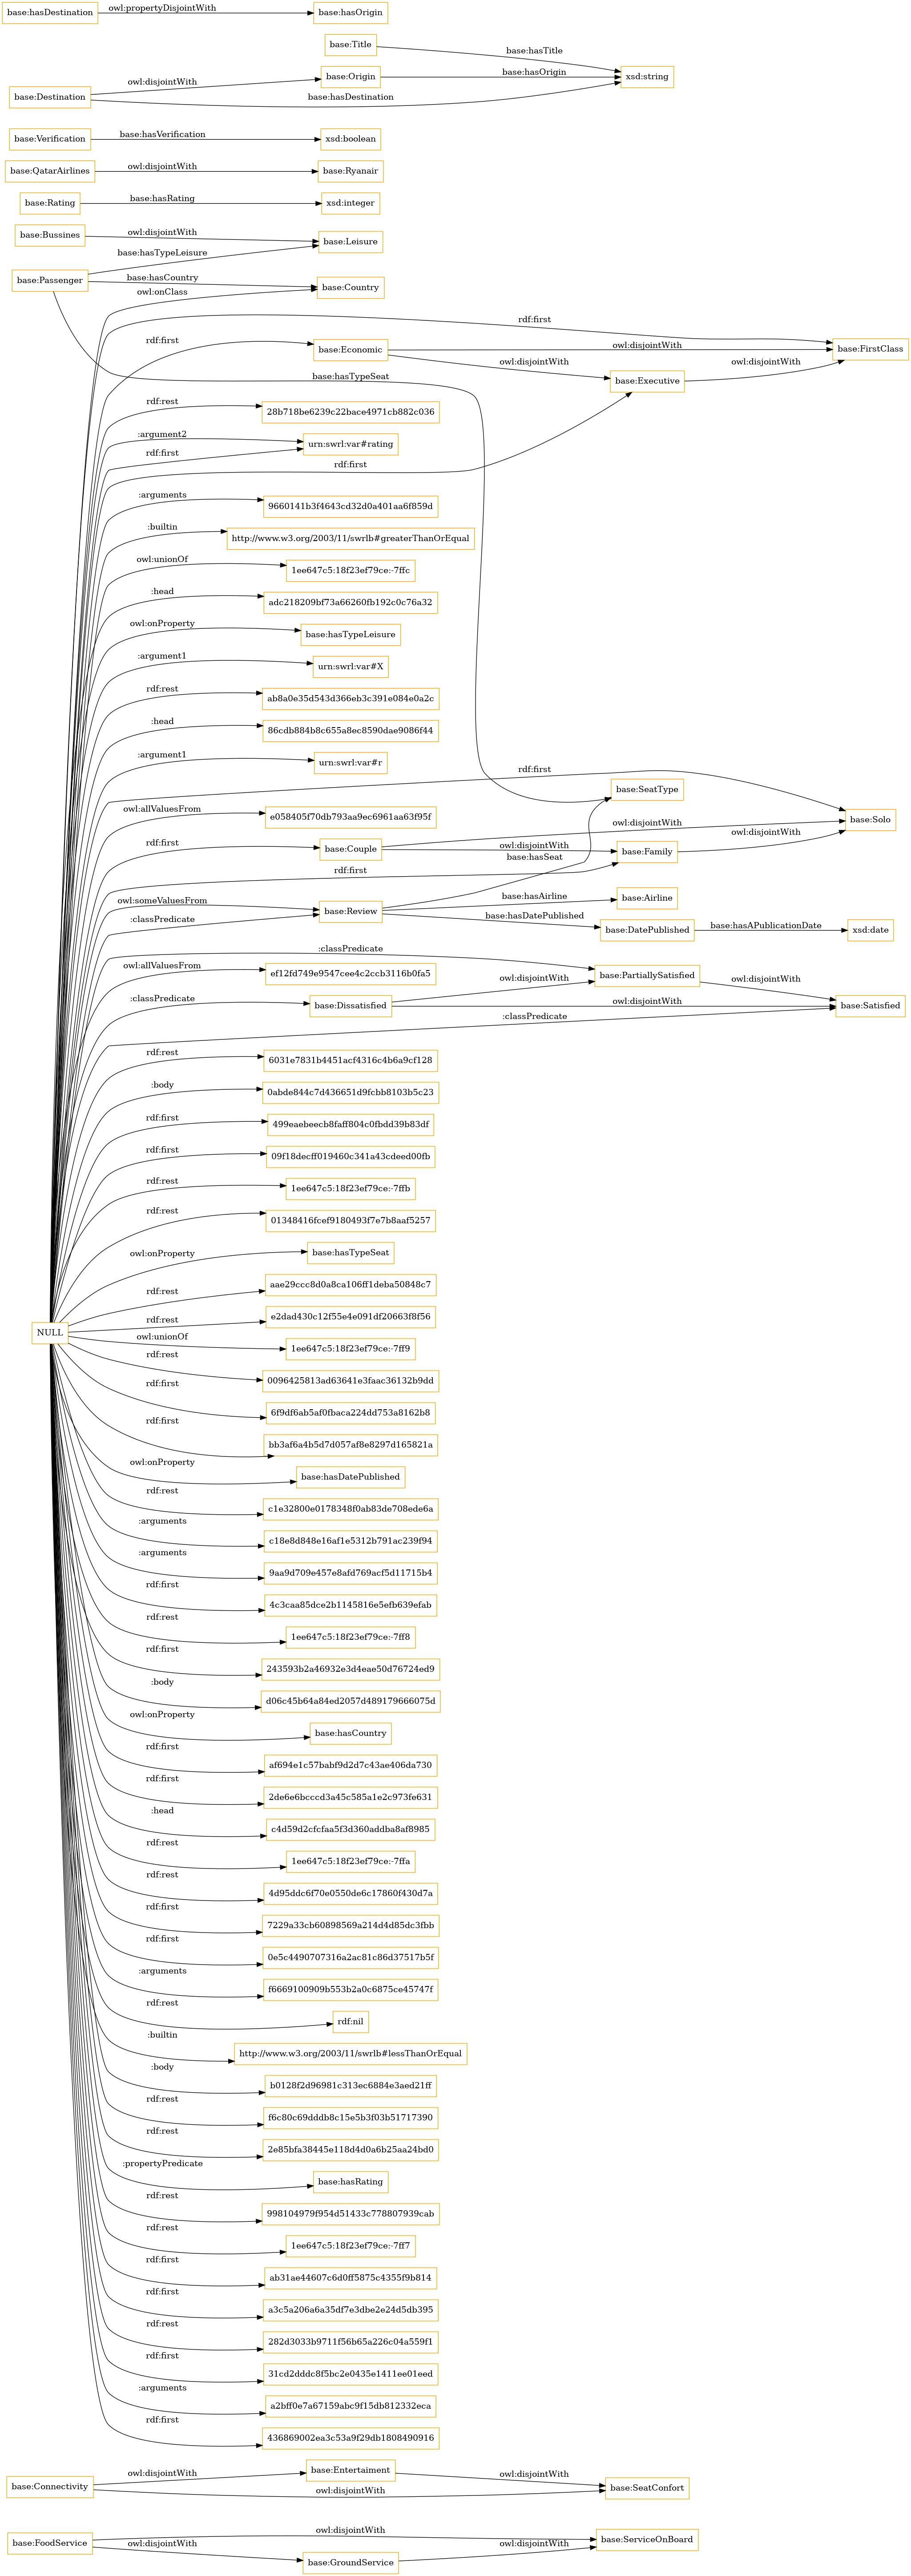 base:hasDestination owl:propertyDisjointWith base:hasOrigin
base:Title base:hasTitle
base:Origin base:hasOrigin xsd:string
base:Destination owl:disjointWith base:hasDestination
base:Verification base:hasVerification xsd:boolean
base:QatarAirlines owl:disjointWith base:Ryanair
base:Rating base:hasRating xsd:integer
base:Bussines owl:disjointWith base:Leisure
base:hasTypeLeisure
base:Passenger base:hasCountry base:Country
owl:onClass
rdf:first
rdf:first base:Economic owl:disjointWith base:FirstClass
owl:disjointWith owl:disjointWith
base:hasTypeSeat base:Executive
rdf:rest 28b718be6239c22bace4971cb882c036
:argument2 urn:swrl:var#rating
rdf:first
rdf:first
:arguments 9660141b3f4643cd32d0a401aa6f859d
:builtin http://www.w3.org/2003/11/swrlb#greaterThanOrEqual
owl:unionOf 1ee647c5:18f23ef79ce:-7ffc
:head adc218209bf73a66260fb192c0c76a32
owl:onProperty base:hasTypeLeisure
:argument1 urn:swrl:var#X
rdf:rest ab8a0e35d543d366eb3c391e084e0a2c
:head 86cdb884b8c655a8ec8590dae9086f44
:argument1 urn:swrl:var#r
rdf:first
base:SeatType
owl:allValuesFrom e058405f70db793aa9ec6961aa63f95f
owl:disjointWith base:Solo
rdf:first base:Couple owl:disjointWith base:Family owl:disjointWith
base:hasSeat
rdf:first
owl:someValuesFrom base:Review base:hasAirline base:Airline
:classPredicate base:hasDatePublished
base:DatePublished base:hasAPublicationDate xsd:date
:classPredicate
owl:allValuesFrom ef12fd749e9547cee4c2ccb3116b0fa5
owl:disjointWith base:PartiallySatisfied owl:disjointWith
:classPredicate base:Dissatisfied owl:disjointWith base:Satisfied
:classPredicate
rdf:rest 6031e7831b4451acf4316c4b6a9cf128
:body 0abde844c7d436651d9fcbb8103b5c23
rdf:first 499eaebeecb8faff804c0fbdd39b83df
rdf:first 09f18decff019460c341a43cdeed00fb
rdf:rest 1ee647c5:18f23ef79ce:-7ffb
rdf:rest 01348416fcef9180493f7e7b8aaf5257
owl:onProperty base:hasTypeSeat
rdf:rest aae29ccc8d0a8ca106ff1deba50848c7
NULL rdf:rest e2dad430c12f55e4e091df20663f8f56
owl:unionOf 1ee647c5:18f23ef79ce:-7ff9
rdf:rest 0096425813ad63641e3faac36132b9dd
rdf:first 6f9df6ab5af0fbaca224dd753a8162b8
rdf:first bb3af6a4b5d7d057af8e8297d165821a
owl:onProperty base:hasDatePublished
rdf:rest c1e32800e0178348f0ab83de708ede6a
:arguments c18e8d848e16af1e5312b791ac239f94
:arguments 9aa9d709e457e8afd769acf5d11715b4
rdf:first 4c3caa85dce2b1145816e5efb639efab
rdf:rest 1ee647c5:18f23ef79ce:-7ff8
rdf:first 243593b2a46932e3d4eae50d76724ed9
:body d06c45b64a84ed2057d489179666075d
owl:onProperty base:hasCountry
rdf:first af694e1c57babf9d2d7c43ae406da730
rdf:first 2de6e6bcccd3a45c585a1e2c973fe631
:head c4d59d2cfcfaa5f3d360addba8af8985
rdf:rest 1ee647c5:18f23ef79ce:-7ffa
rdf:rest 4d95ddc6f70e0550de6c17860f430d7a
rdf:first 7229a33cb60898569a214d4d85dc3fbb
rdf:first 0e5c4490707316a2ac81c86d37517b5f
:arguments f6669100909b553b2a0c6875ce45747f
rdf:rest rdf:nil
:builtin http://www.w3.org/2003/11/swrlb#lessThanOrEqual
:body b0128f2d96981c313ec6884e3aed21ff
rdf:rest f6c80c69dddb8c15e5b3f03b51717390
rdf:rest 2e85bfa38445e118d4d0a6b25aa24bd0
:propertyPredicate base:hasRating
rdf:rest 998104979f954d51433c778807939cab
rdf:rest 1ee647c5:18f23ef79ce:-7ff7
rdf:first ab31ae44607c6d0ff5875c4355f9b814
rdf:first a3c5a206a6a35df7e3dbe2e24d5db395
rdf:rest 282d3033b9711f56b65a226c04a559f1
rdf:first 31cd2dddc8f5bc2e0435e1411ee01eed
:arguments a2bff0e7a67159abc9f15db812332eca
rdf:first 436869002ea3c53a9f29db1808490916
owl:disjointWith base:Entertaiment owl:disjointWith
base:Connectivity owl:disjointWith base:SeatConfort
owl:disjointWith
base:FoodService owl:disjointWith owl:disjointWith base:ServiceOnBoard
base:GroundService